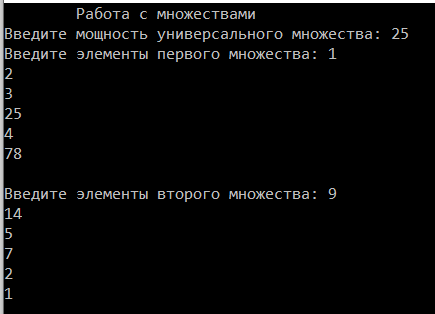 Работа с множествами
Введите мощность универсального множества: 25
Введите элементы первого множества: 1
2
3
25
4
78
Введите элементы второго множества: 9
14
5
7
2
1